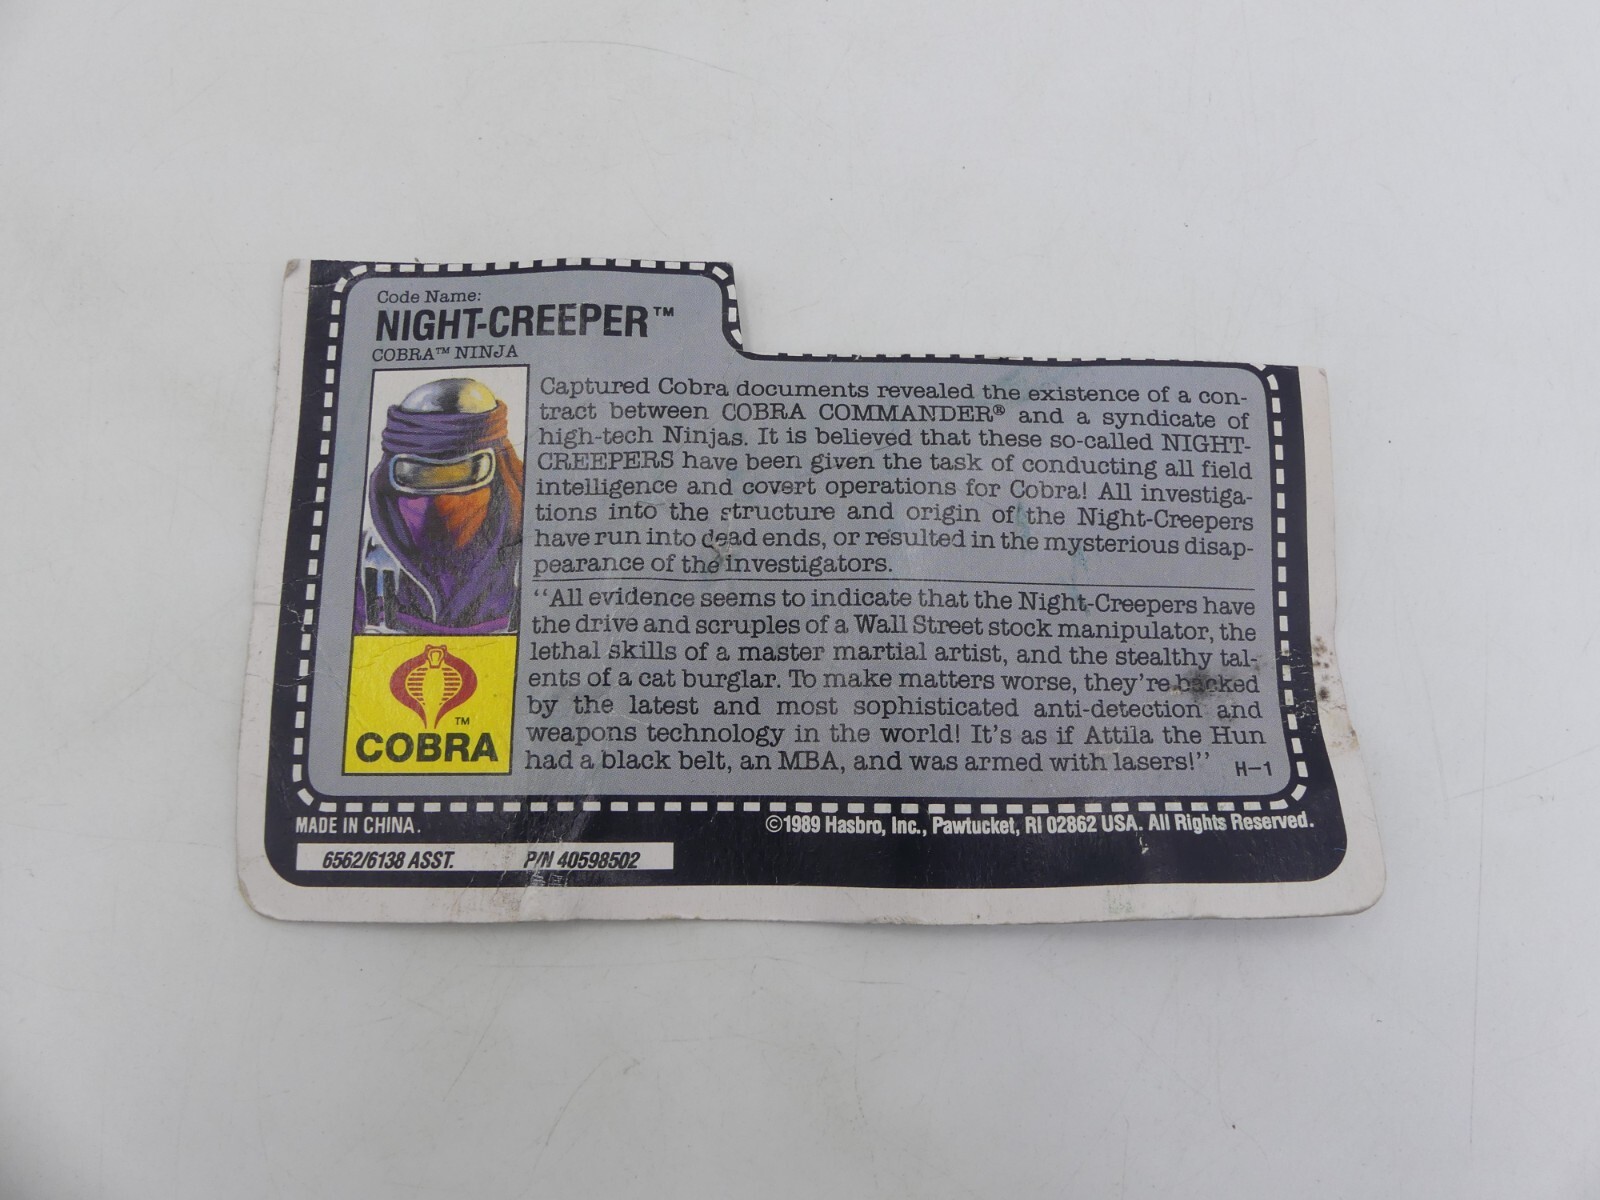 Code Name:
NIGHT-CREEPER™
COBRA™ NINJA
Captured Cobra documents revealed the existence of a con-
tract between COBRA COMMANDER® and a syndicate of
high-tech Ninjas. It is believed that these so-called NIGHT-
CREEPERS have been given the task of conducting all field
intelligence and covert operations for Cobra! All investiga-
tions into the structure and origin of the Night-Creepers
have run into dead ends, or resulted in the mysterious disap-
pearance of the investigators.
"All evidence seems to indicate that the Night-Creepers have
the drive and scruples of a Wall Street stock manipulator, the
lethal skills of a master martial artist, and the stealthy tal-
ents of a cat burglar. To make matters worse, they're backed
by the latest and most sophisticated anti-detection and
weapons technology in the world! It's as if Attila the Hun
had a black belt, an MBA, and was armed with lasers!"
H-1
™
COBRA
MADE IN CHINA.
©1989 Hasbro, Inc., Pawtucket, RI 02862 USA. All Rights Reserved.
6562/6138 ASST. P/N 40598502